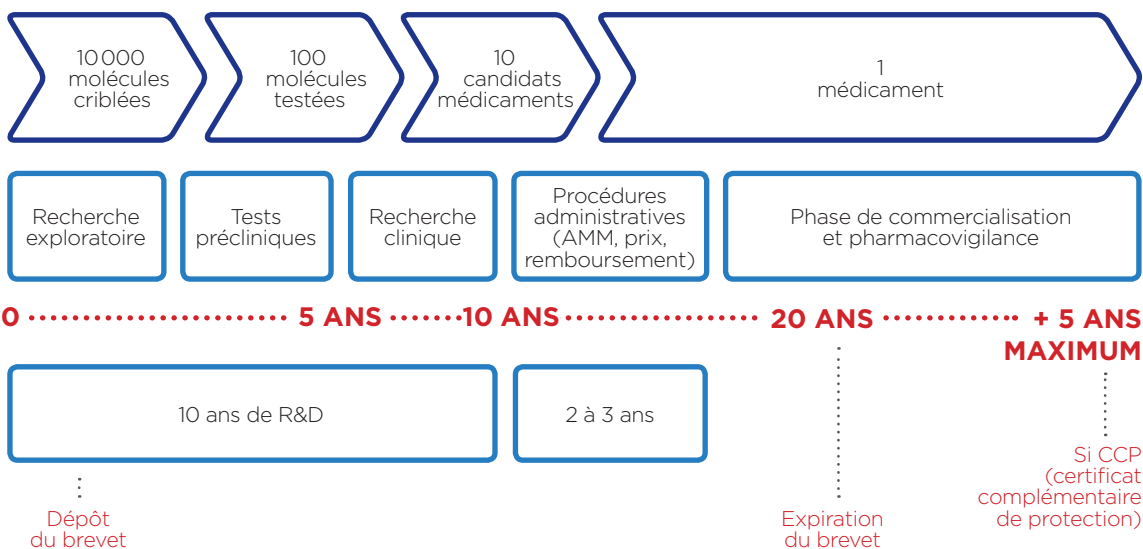 10 000
molécules
criblées
100
molécules
testées
10
candidats
médicaments
1
médicament
Recherche
exploratoire
Tests
précliniques
Recherche
clinique
Procédures
administratives
(AMM, prix,
remboursement)
Phase de commercialisation
et pharmacovigilance
0 5 ANS 10 ANS 20 ANS + 5 ANS
MAXIMUM
10 ans de R&D
2 à 3 ans
Dépôt
du brevet
Expiration
du brevet
Si CCP
(certificat
complémentaire
de protection)